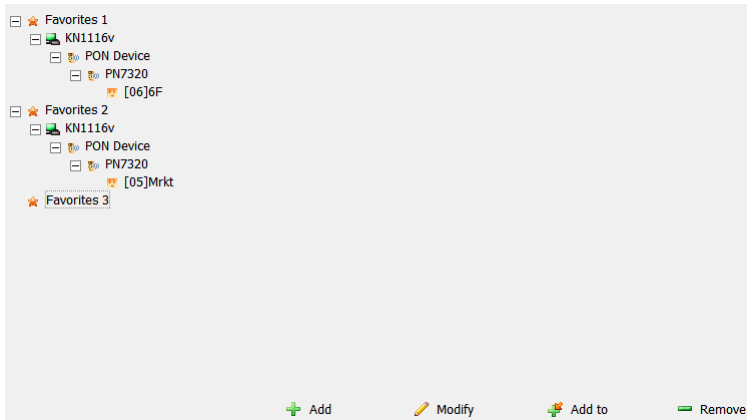 Favorites 1
KN1116v
PON Device
PN7320
[06]6F
Favorites 2
KN1116v
PON Device
PN7320
[05]Mrkt
Favorites 3
Add Modify Add to Remove